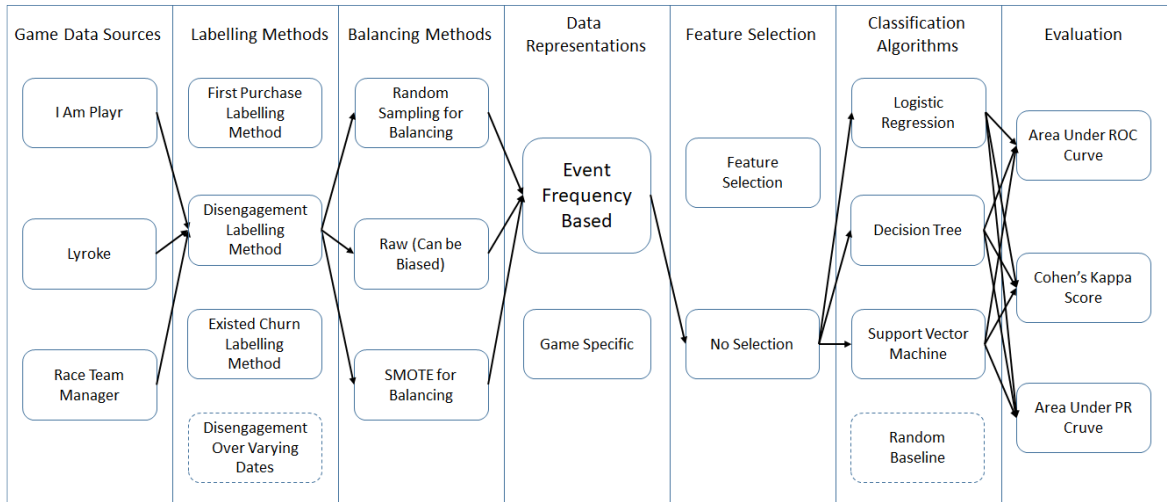 Game Data Sources
Labelling Methods
Balancing Methods
Data
Representations
Feature Selection
Classification
Algorithms
Evaluation
I Am Playr
Lyroke
Race Team
Manager
First Purchase
Labelling
Method
Disengagement
Labelling
Method
Existed Churn
Labelling
Method
Disengagement
Over Varying
Dates
Random
Sampling for
Balancing
Raw (Can be
Biased)
SMOTE for
Balancing
Event
Frequency
Based
Game Specific
Feature
Selection
No Selection
Logistic
Regression
Decision Tree
Support Vector
Machine
Random
Baseline
Area Under ROC
Curve
Cohen's Kappa
Score
Area Under PR
Cruve